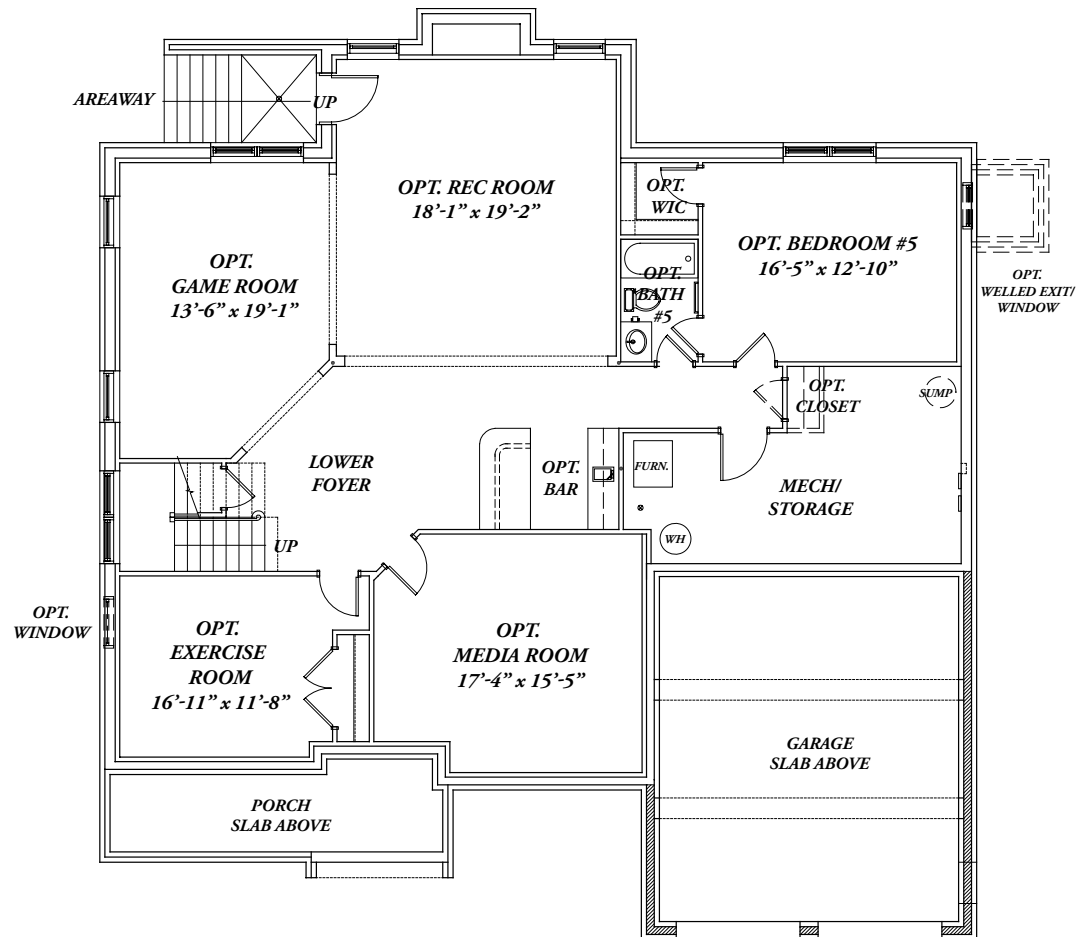 AREAWAY
UP
OPT. REC ROOM
18'-1" x 19'-2"
OPT.
WIC
OPT. BEDROOM #5
16'-5" x 12'-10"
OPT.
GAME ROOM
13'-6" x 19'-1"
OPT.
BATH
#5
OPT.
WELLED EXIT/
WINDOW
OPT.
CLOSET
SUMP
LOWER
FOYER
OPT.
BAR
FURN.
MECH/
STORAGE
WH
UP
OPT.
WINDOW
OPT.
EXERCISE
ROOM
16'-11" x 11'-8"
OPT.
MEDIA ROOM
17'-4" x 15'-5"
GARAGE
SLAB ABOVE
PORCH
SLAB ABOVE